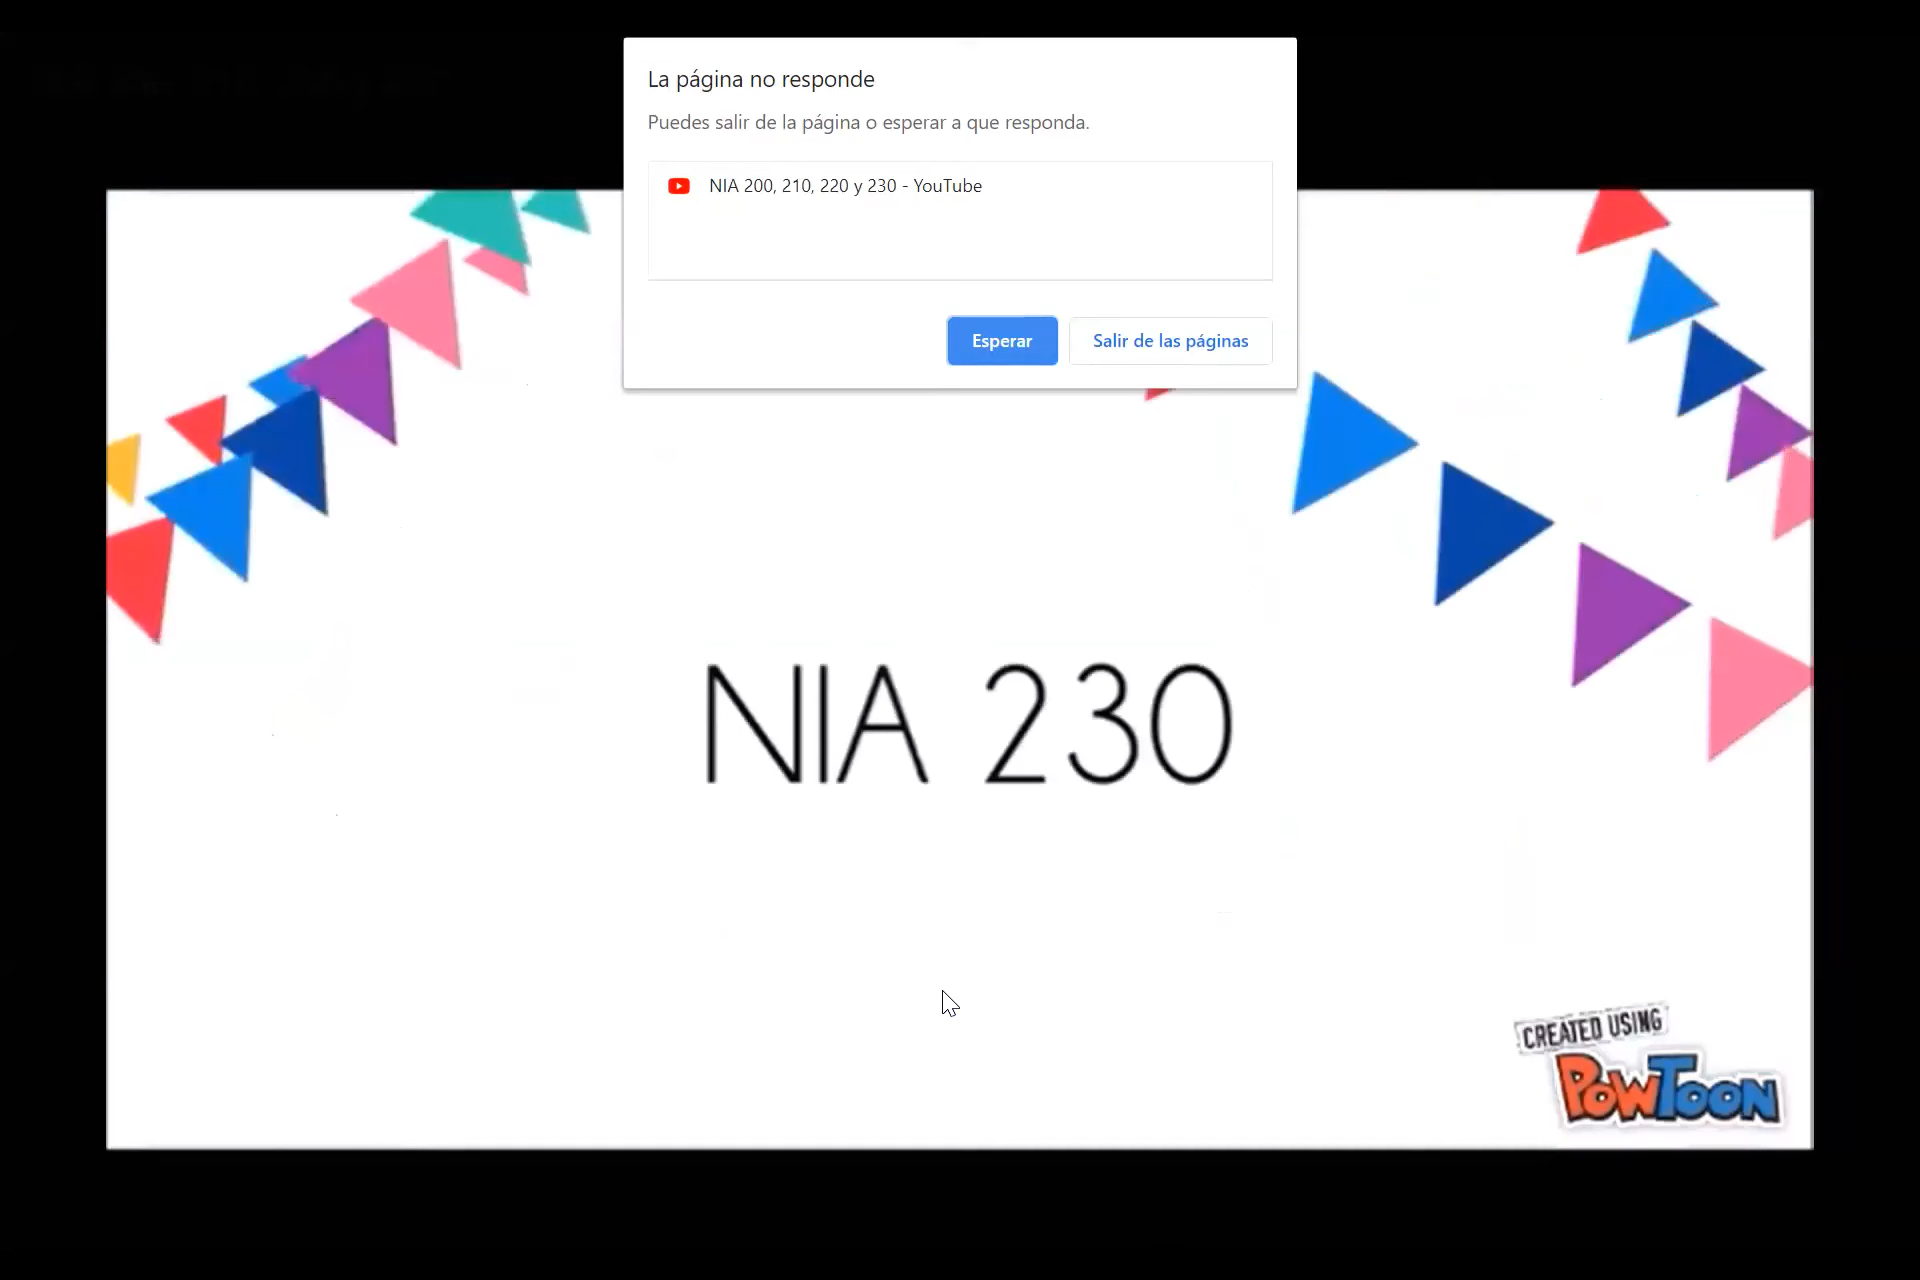 La página no responde
Puedes salir de la página o esperar a que responda.
NIA 200, 210, 220 y 230 - YouTube
Esperar
Salir de las páginas
NIA 230
CREATED USING
POWTOON